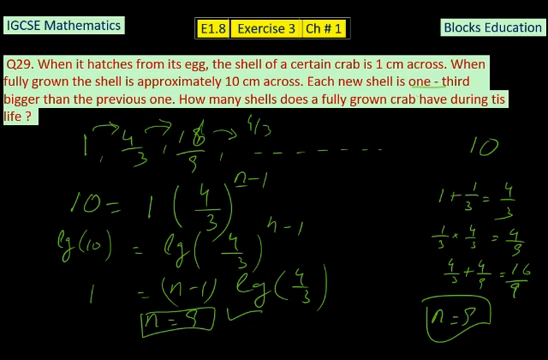 IGCSE Mathematics
E1.8 Exercise 3 Ch # 1
Blocks Education
Q29. When it hatches from its egg, the shell of a certain crab is 1 cm across. When
fully grown the shell is approximately 10 cm across. Each new shell is one - third
bigger than the previous one. How many shells does a fully grown crab have during tis
life ?
1, 4/3, 16/9, 4/3 - - - - - - - - 10
10 = 1 (4/3)^n-1
lg(10) = lg(4/3)^n-1
1 = (n-1) lg(4/3)
n = 9
1 + 1/3 = 4/3
1/3 × 4/3 = 4/9
4/3 + 4/9 = 16/9
n = 9